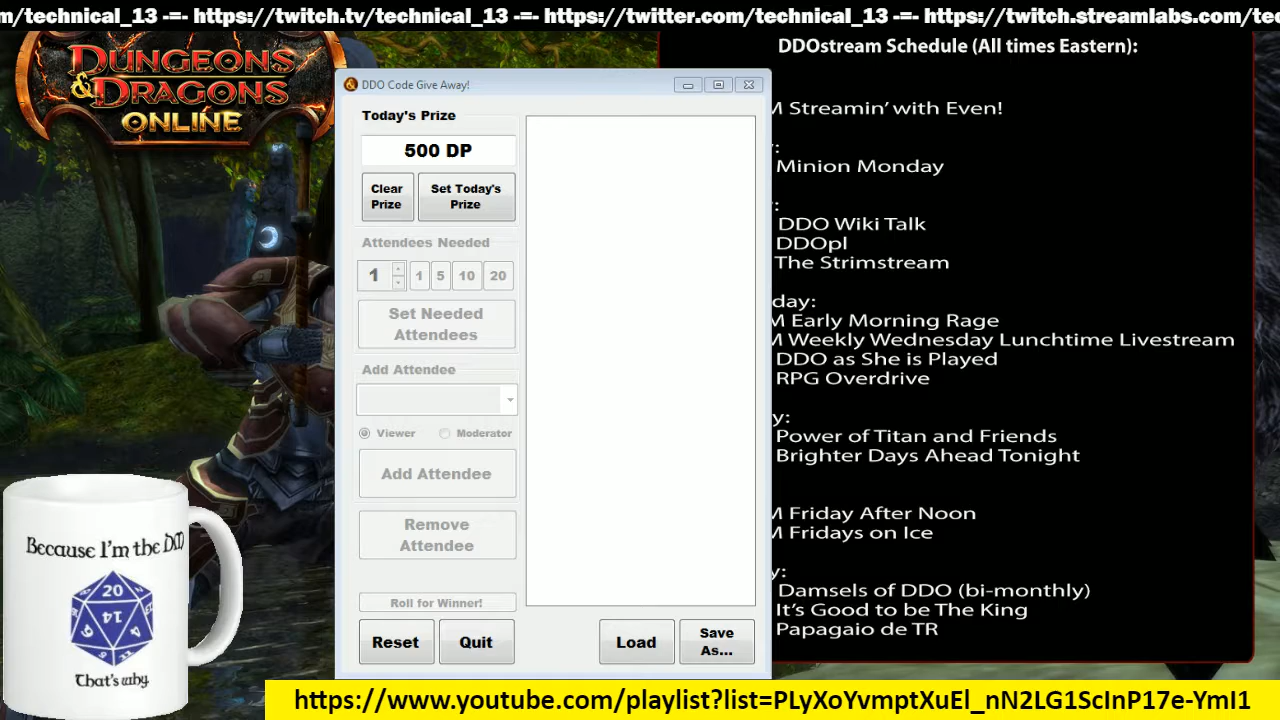 m/technical_13 -=- https://twitch.tv/technical_13 -=- https://twitter.com/technical_13 -=- https://twitch.streamlabs.com/tec
DUNGEONS
& DRAGONS
ONLINE
DDOstream Schedule (All times Eastern):
M Streamin' with Even!
y:
Minion Monday
y:
DDO Wiki Talk
DDOpl
The Strimstream
day:
M Early Morning Rage
M Weekly Wednesday Lunchtime Livestream
DDO as She is Played
RPG Overdrive
y:
Power of Titan and Friends
Brighter Days Ahead Tonight
M Friday After Noon
M Fridays on Ice
y:
Damsels of DDO (bi-monthly)
It's Good to be The King
Papagaio de TR
DDO Code Give Away!
Today's Prize
500 DP
Clear
Prize
Set Today's
Prize
Attendees Needed
1 1 5 10 20
Set Needed
Attendees
Add Attendee
Viewer Moderator
Add Attendee
Remove
Attendee
Roll for Winner!
Reset Quit Load
Save
As...
Because I'm the DM
20
14
That's why.
https://www.youtube.com/playlist?list=PLyXoYvmptXuEl_nN2LG1ScInP17e-YmI1